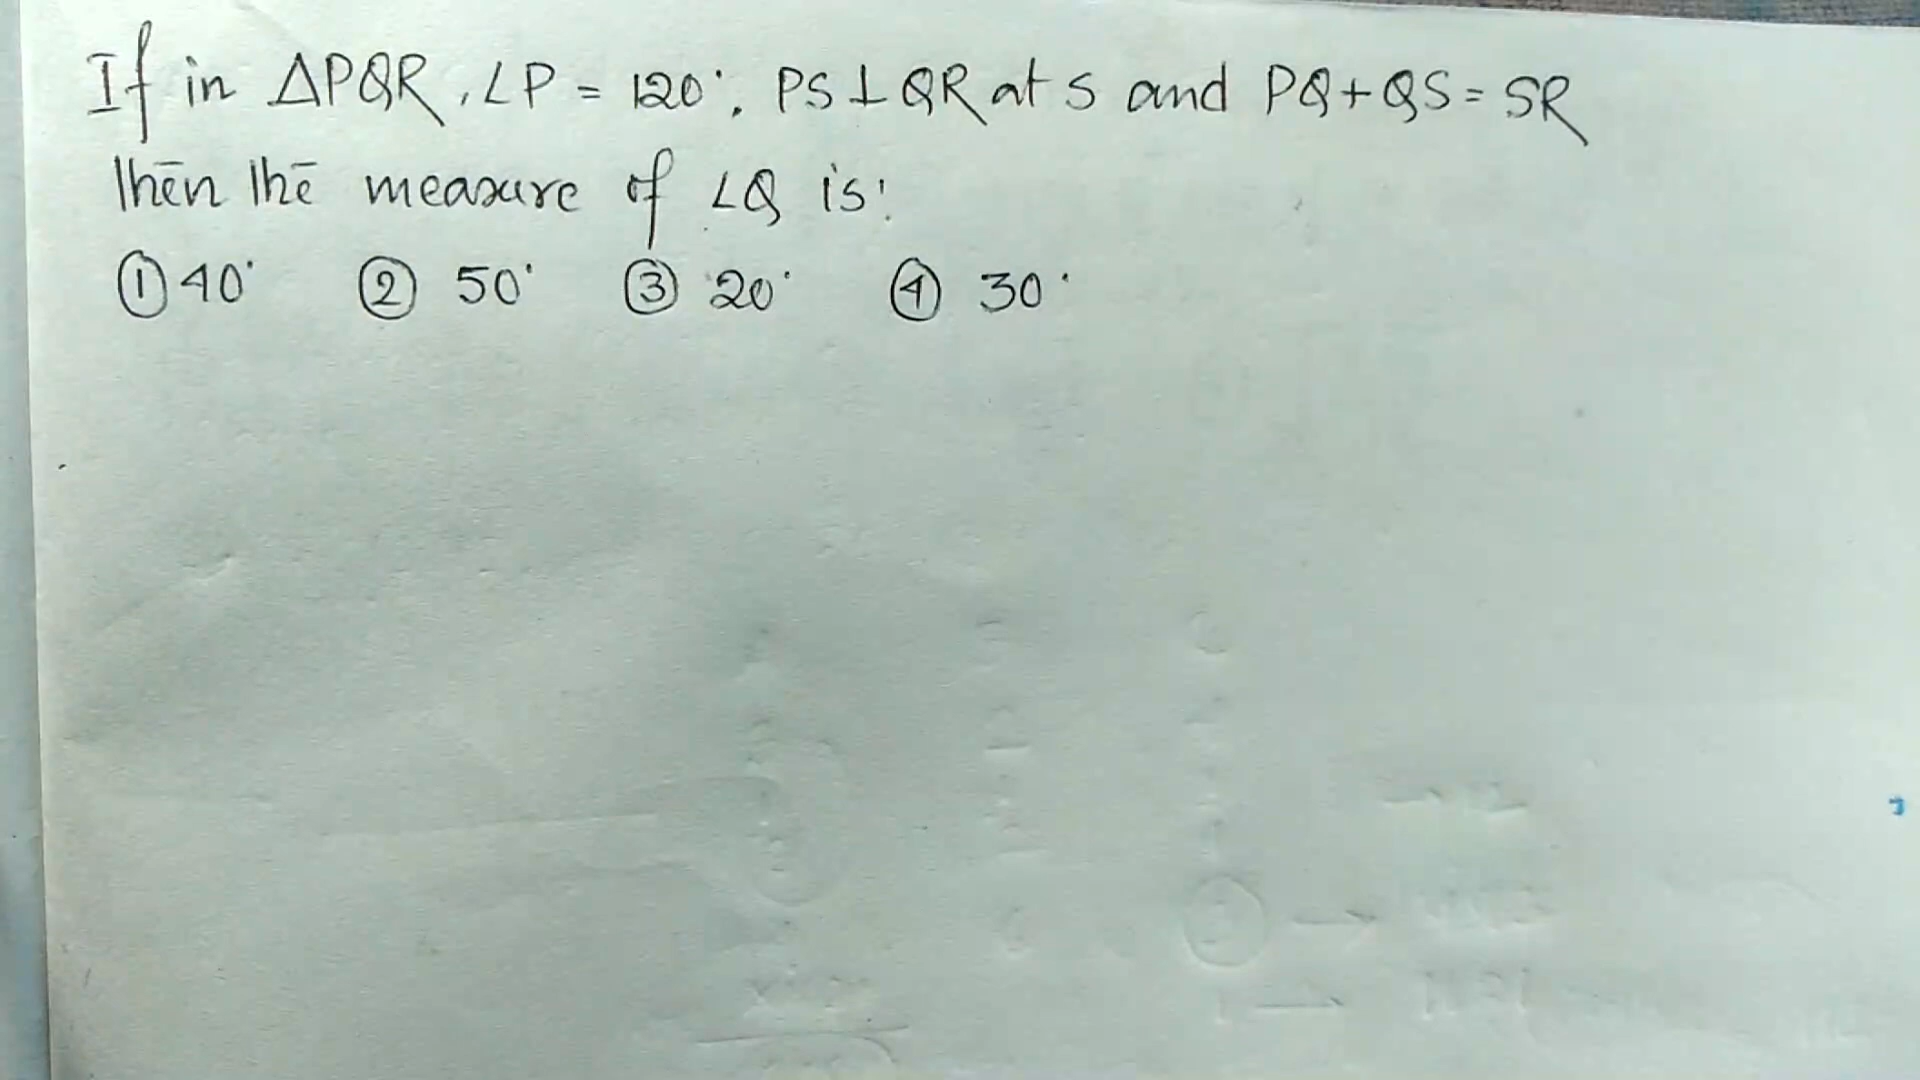 If in ΔPQR, ∠P = 120°, PS ⊥ QR at S and PQ + QS = SR
then the measure of ∠Q is:
① 40° ② 50° ③ 20° ④ 30°